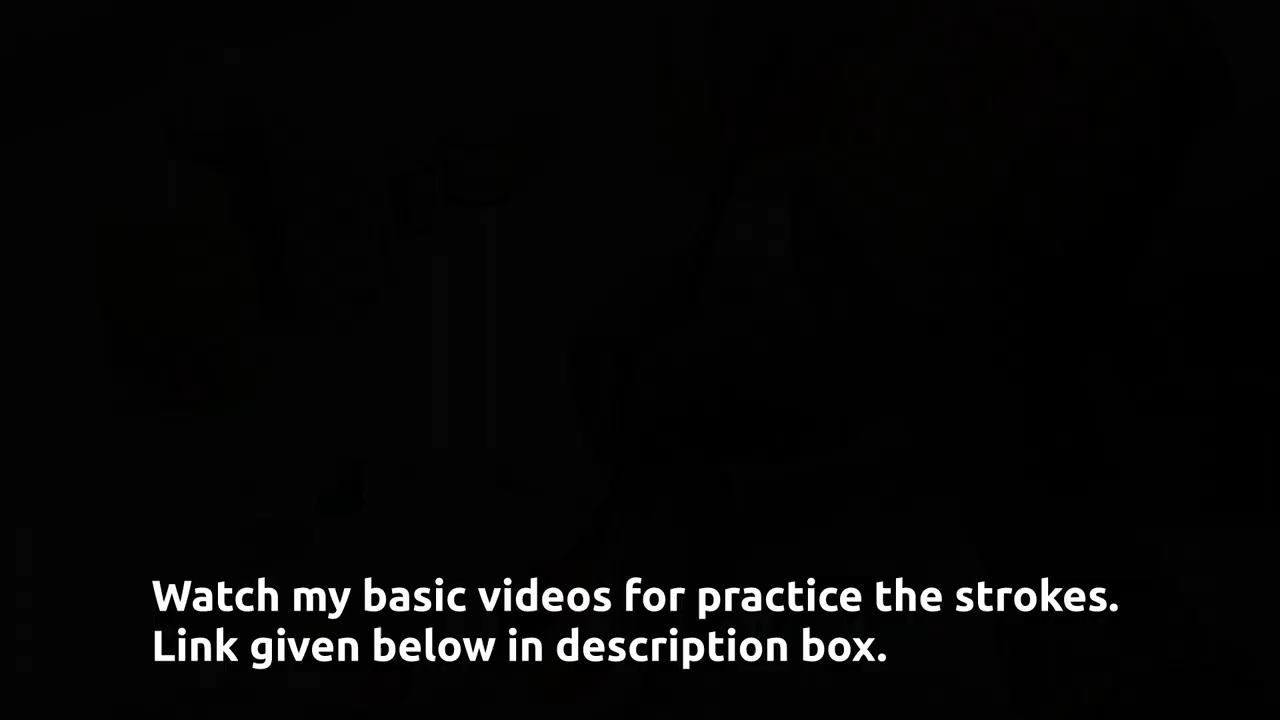 Watch my basic videos for practice the strokes.
Link given below in description box.